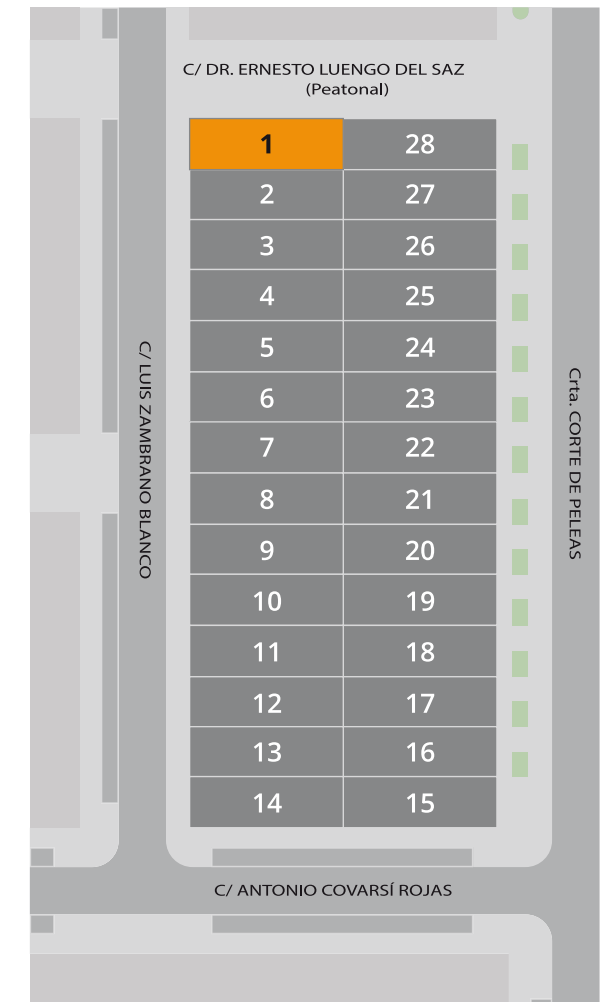 C/ DR. ERNESTO LUENGO DEL SAZ
(Peatonal)
1 28
2 27
3 26
4 25
5 24
6 23
7 22
8 21
9 20
10 19
11 18
12 17
13 16
14 15
C/ LUIS ZAMBRANO BLANCO
Crta. CORTE DE PELEAS
C/ ANTONIO COVARSÍ ROJAS